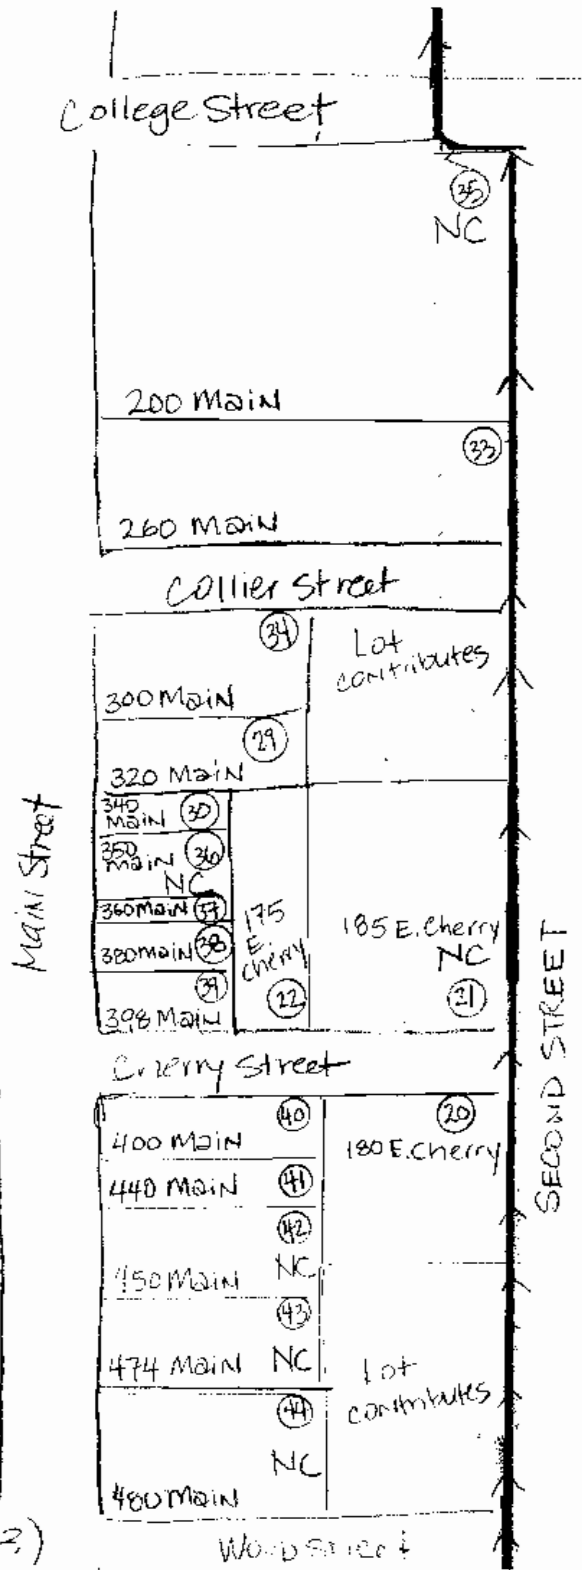 College Street
35
NC
200 Main
33
260 Main
Collier Street
34
Lot
contributes
300 Main
29
320 Main
340
Main 30
350
Main 36
NC
360 Main 37
380 Main 38
39
398 Main
175
E.
Cherry
22
185 E. Cherry
NC
21
Main Street
SECOND STREET
Cherry Street
40
400 Main
20
180 E. Cherry
440 Main 41
42
450 Main NC
43
474 Main NC
Lot
contributes
44
NC
480 Main
Wood Street